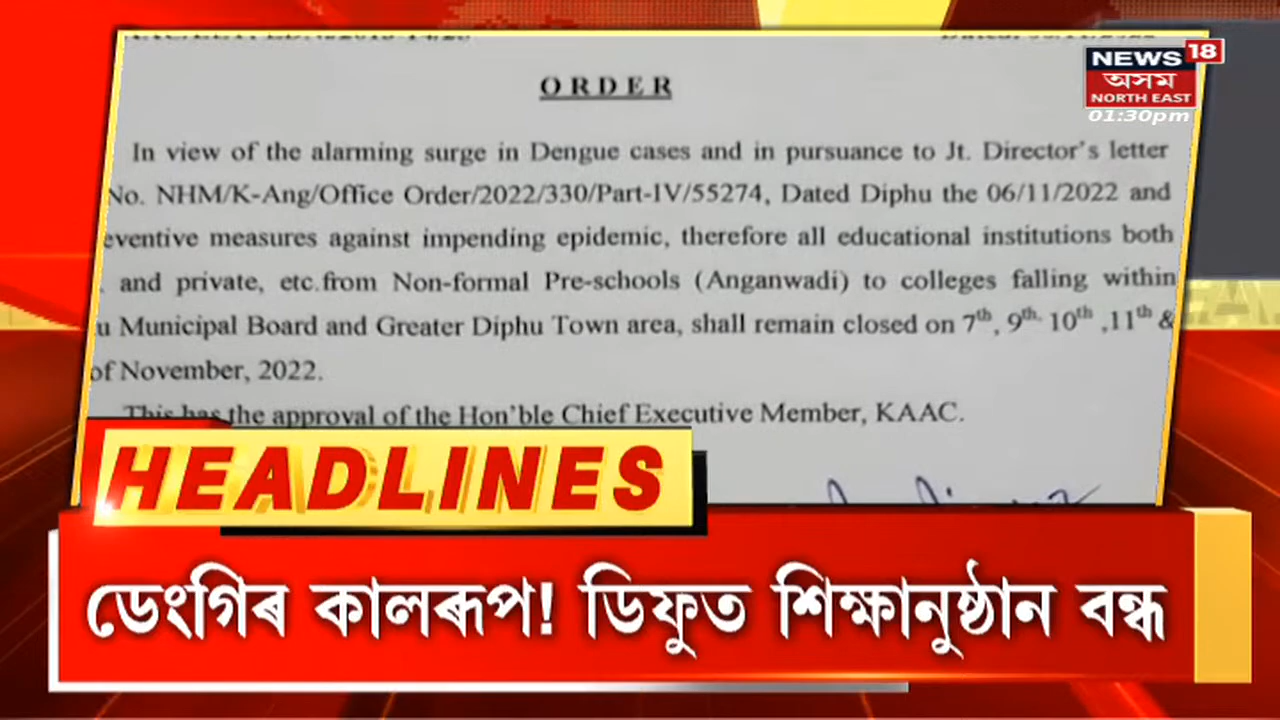 ORDER
In view of the alarming surge in Dengue cases and in pursuance to Jt. Director's letter
No. NHM/K-Ang/Office Order/2022/330/Part-IV/55274, Dated Diphu the 06/11/2022 and
eventive measures against impending epidemic, therefore all educational institutions both
and private, etc.from Non-formal Pre-schools (Anganwadi) to colleges falling within
u Municipal Board and Greater Diphu Town area, shall remain closed on 7th, 9th. 10th ,11th &
of November, 2022.
This has the approval of the Hon'ble Chief Executive Member, KAAC.
NEWS 18
অসম
NORTH EAST
01:30pm
HEADLINES
ডেংগিৰ কালৰূপ! ডিফুত শিক্ষানুষ্ঠান বন্ধ